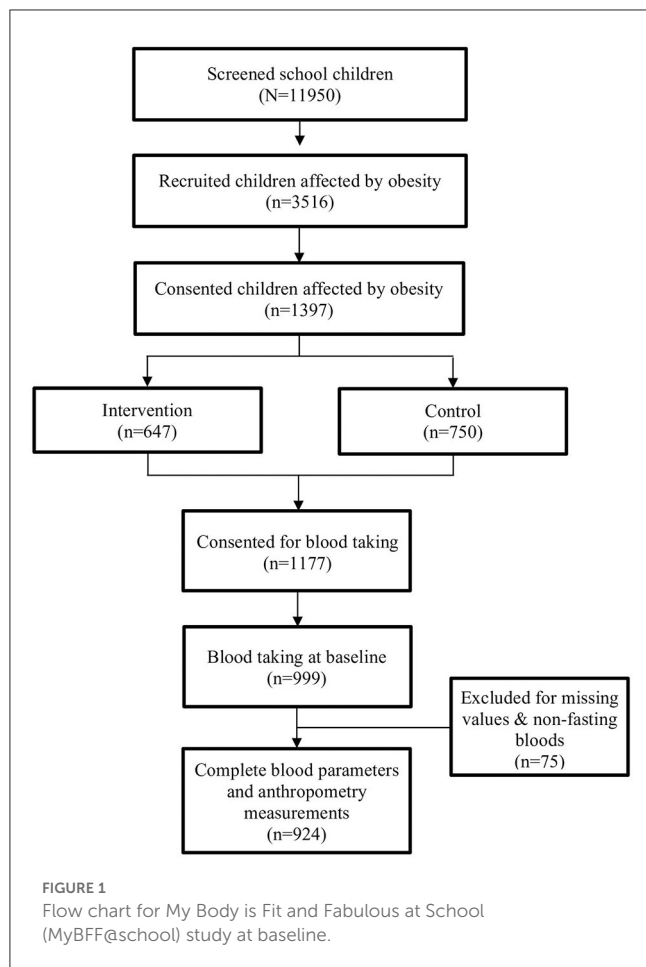 Screened school children
(N=11950)
Recruited children affected by obesity
(n=3516)
Consented children affected by obesity
(n=1397)
Intervention
(n=647)
Control
(n=750)
Consented for blood taking
(n=1177)
Blood taking at baseline
(n=999)
Excluded for missing
values & non-fasting
bloods
(n=75)
Complete blood parameters
and anthropometry
measurements
(n=924)
FIGURE 1
Flow chart for My Body is Fit and Fabulous at School
(MyBFF@school) study at baseline.